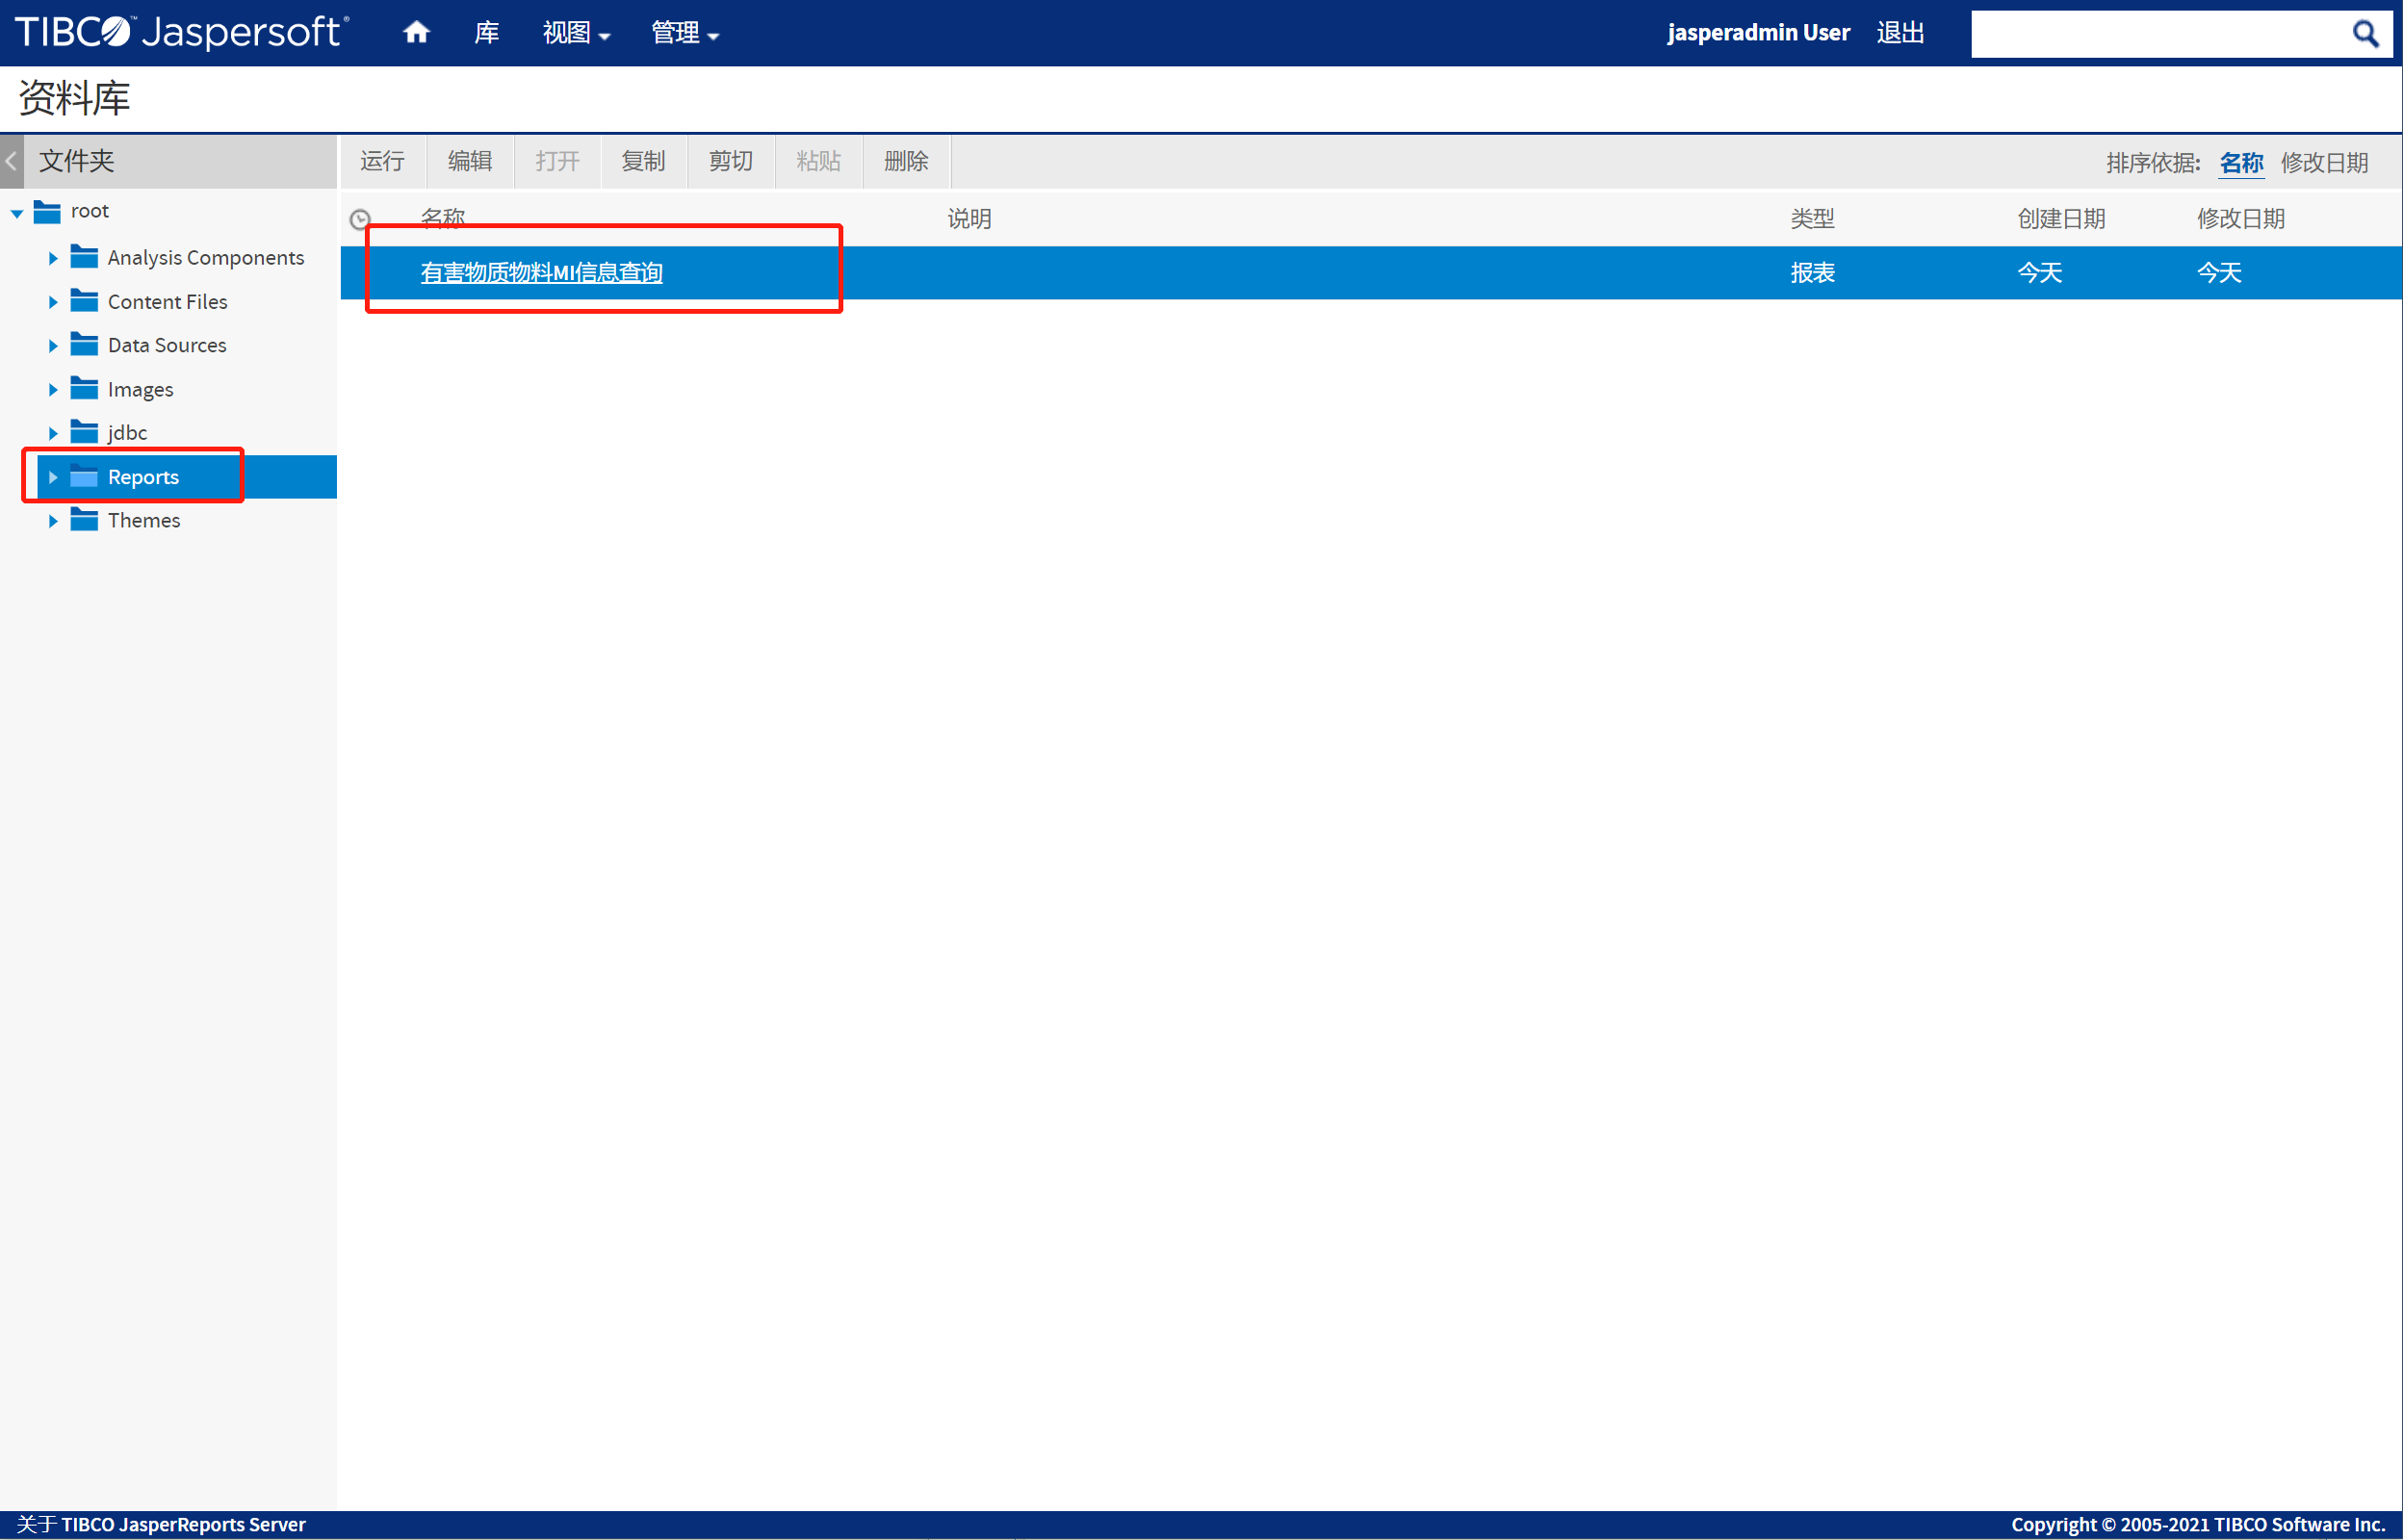 TIBCO™ Jaspersoft® 库 视图 管理 jasperadmin User 退出
资料库
文件夹 运行 编辑 打开 复制 剪切 粘贴 删除 排序依据: 名称 修改日期
名称 说明 类型 创建日期 修改日期
有害物质物料MI信息查询 报表 今天 今天
root
Analysis Components
Content Files
Data Sources
Images
jdbc
Reports
Themes
关于 TIBCO JasperReports Server Copyright © 2005-2021 TIBCO Software Inc.